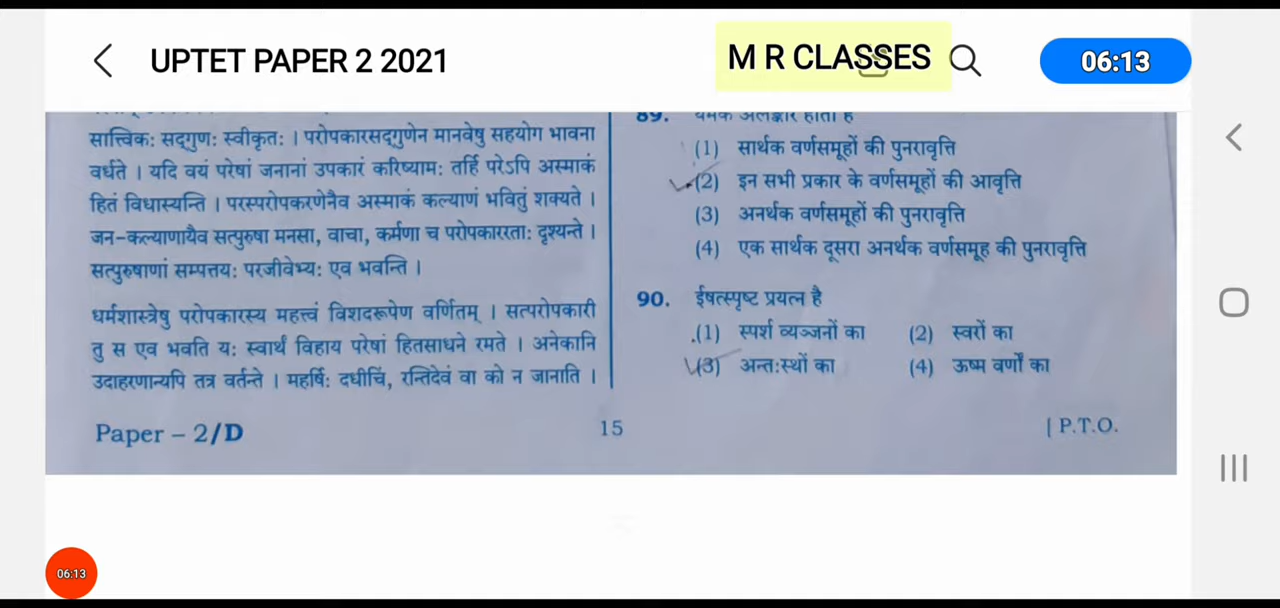 UPTET PAPER 2 2021
M R CLASSES
06:13
सात्त्विकः सद्गुणः स्वीकृतः । परोपकारसद्गुणेन मानवेषु सहयोग भावना
वर्धते । यदि वयं परेषां जनानां उपकारं करिष्यामः तर्हि परेऽपि अस्माकं
हितं विधास्यन्ति । परस्परोपकरणेनैव अस्माकं कल्याणं भवितुं शक्यते ।
जन-कल्याणायैव सत्पुरुषा मनसा, वाचा, कर्मणा च परोपकाररताः दृश्यन्ते ।
सत्पुरुषाणां सम्पत्तयः परजीवेभ्यः एव भवन्ति ।
धर्मशास्त्रेषु परोपकारस्य महत्त्वं विशदरूपेण वर्णितम् । सत्परोपकारी
तु स एव भवति यः स्वार्थं विहाय परेषां हितसाधने रमते । अनेकानि
उदाहरणान्यपि तत्र वर्तन्ते । महर्षिः दधीचिं, रन्तिदेवं वा को न जानाति ।
89. यमक अलङ्कार होता है
(1) सार्थक वर्णसमूहों की पुनरावृत्ति
(2) इन सभी प्रकार के वर्णसमूहों की आवृत्ति
(3) अनर्थक वर्णसमूहों की पुनरावृत्ति
(4) एक सार्थक दूसरा अनर्थक वर्णसमूह की पुनरावृत्ति
90. ईषत्स्पृष्ट प्रयत्न है
(1) स्पर्श व्यञ्जनों का (2) स्वरों का
(3) अन्तःस्थों का (4) ऊष्म वर्णों का
Paper – 2/D 15 | P.T.O.
06:13